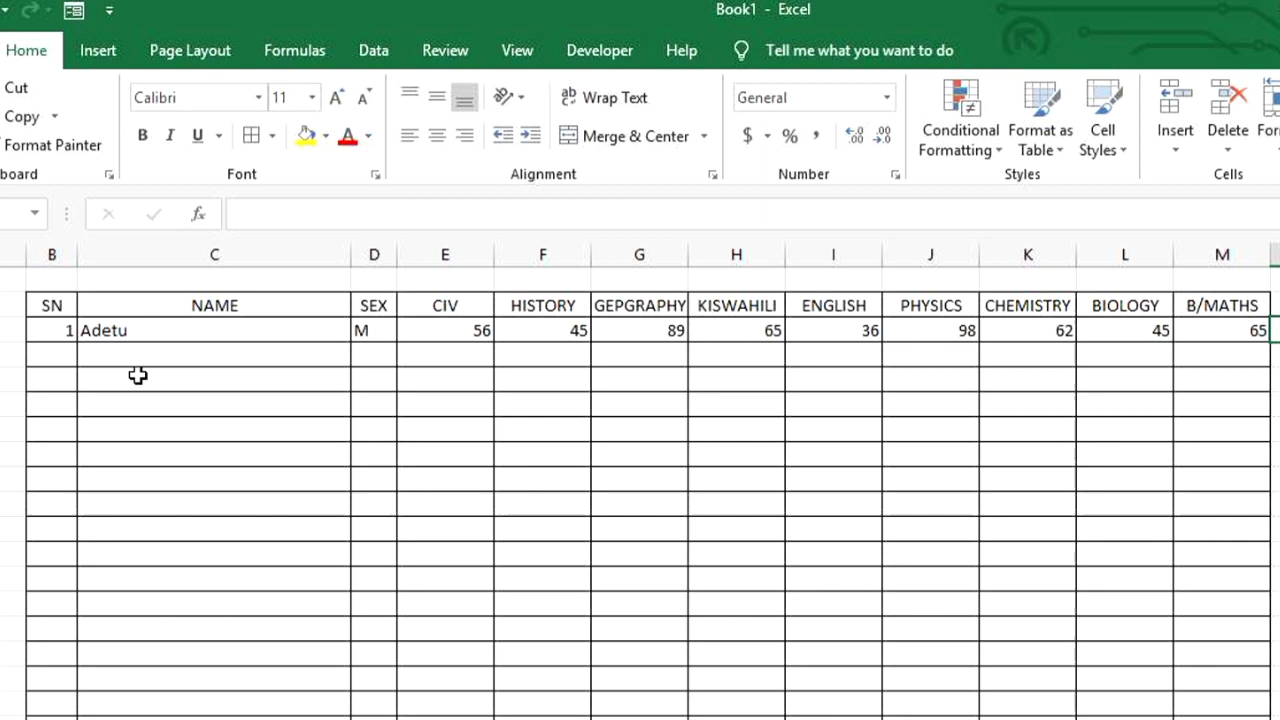 Book1 - Excel
Home Insert Page Layout Formulas Data Review View Developer Help Tell me what you want to do
Cut
Copy
Format Painter
Calibri 11 A A
Wrap Text
General
B I U A
Merge & Center
$ % ,
Conditional Formatting
Format as Table
Cell Styles
Insert
Delete
board Font Alignment Number Styles Cells
fx
B C D E F G H I J K L M
SN NAME SEX CIV HISTORY GEPGRAPHY KISWAHILI ENGLISH PHYSICS CHEMISTRY BIOLOGY B/MATHS
1 Adetu M 56 45 89 65 36 98 62 45 65